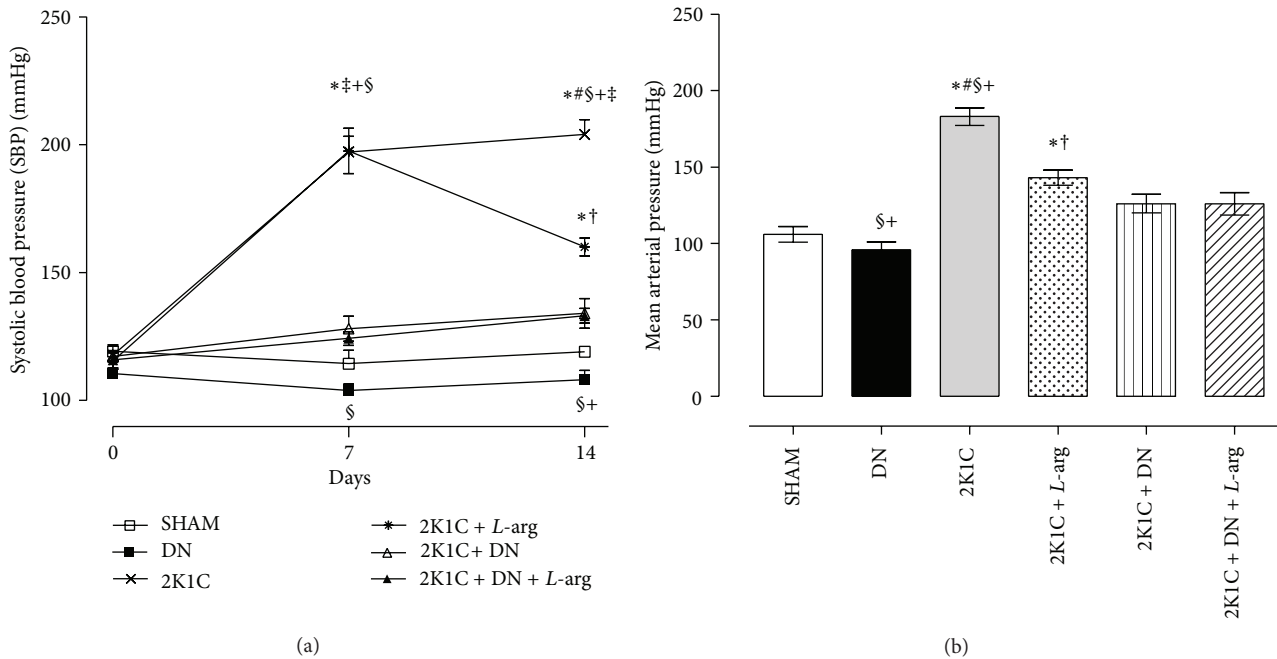 Systolic blood pressure (SBP) (mmHg)
250
200
150
100
∗‡+§
∗#§+‡
∗†
§
§+
0
7
14
Days
SHAM
DN
2K1C
2K1C + L-arg
2K1C+ DN
2K1C + DN + L-arg
(a)
Mean arterial pressure (mmHg)
250
200
150
100
50
0
§+
∗#§+
∗†
SHAM
DN
2K1C
2K1C + L-arg
2K1C + DN
2K1C + DN + L-arg
(b)